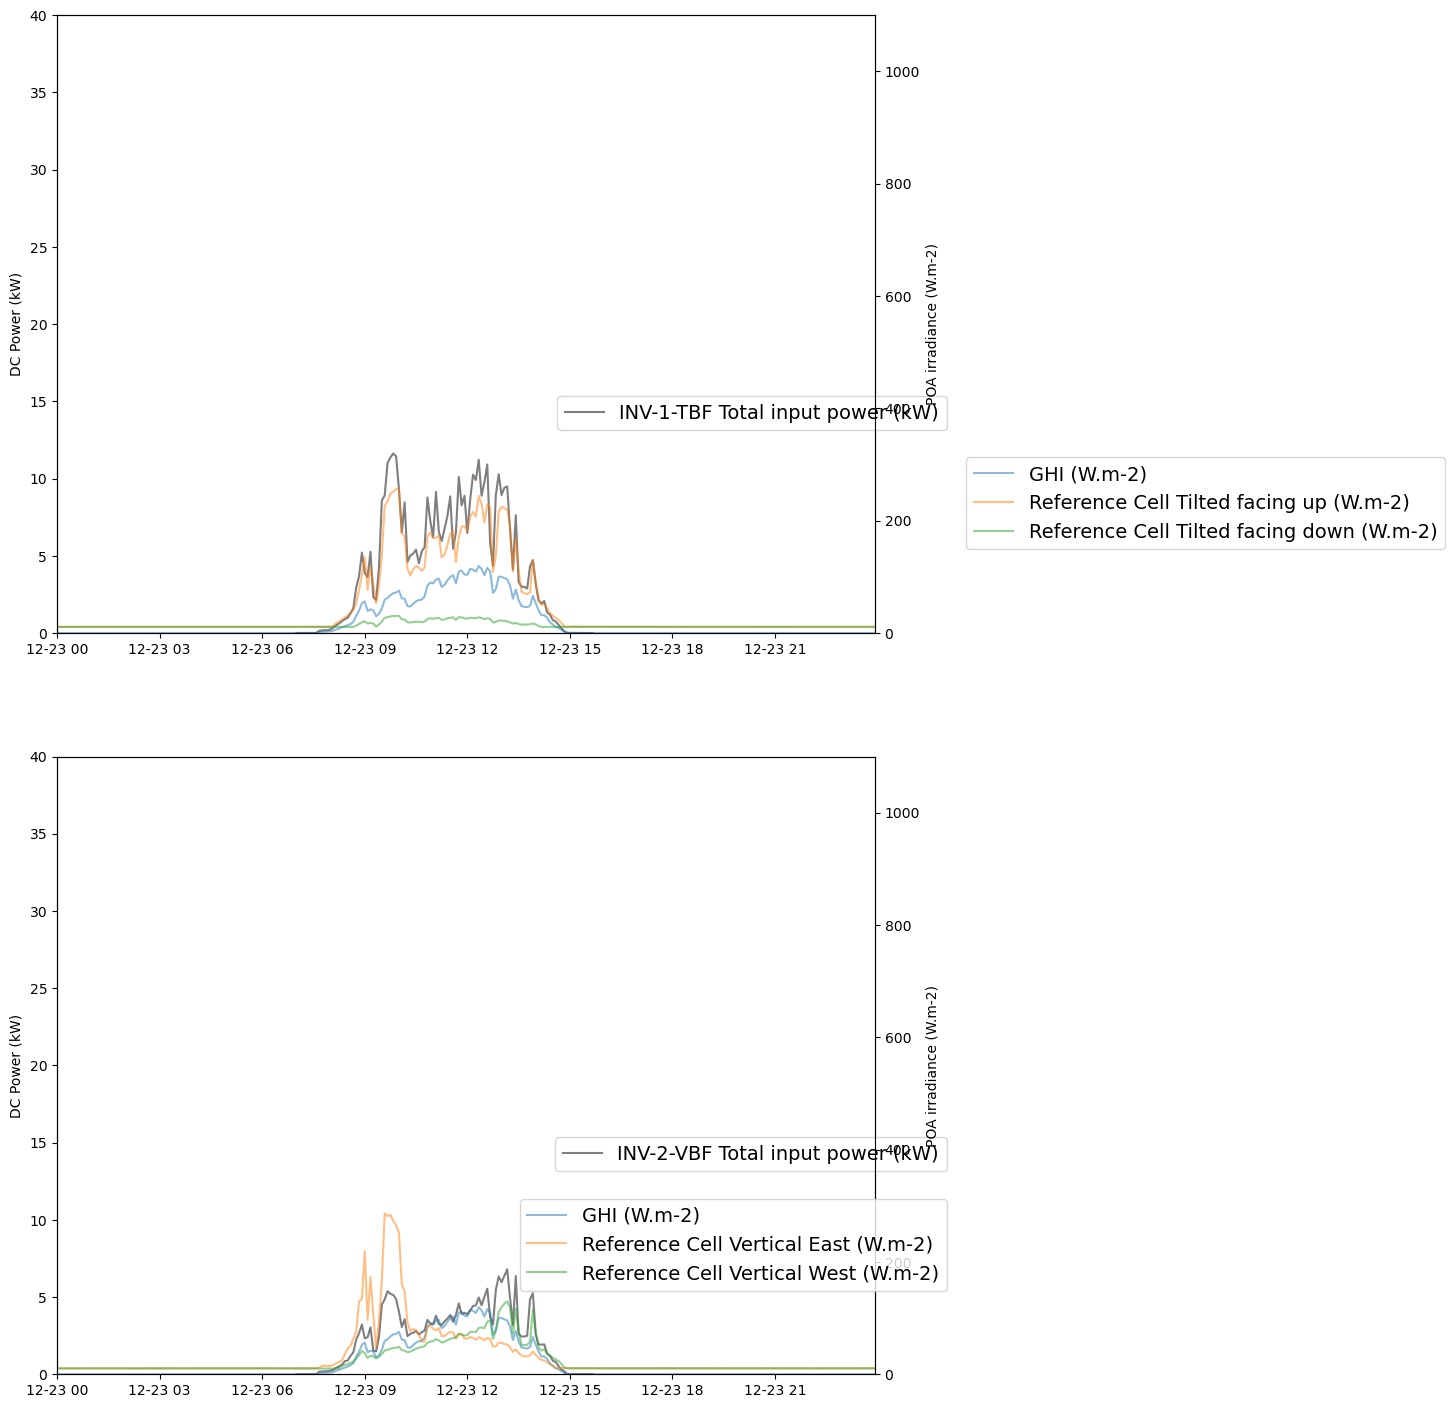 40
35
30
25
20
15
10
5
0
DC Power (kW)
1000
800
600
400
200
0
POA irradiance (W.m-2)
INV-1-TBF Total input power (kW)
GHI (W.m-2)
Reference Cell Tilted facing up (W.m-2)
Reference Cell Tilted facing down (W.m-2)
12-23 00 12-23 03 12-23 06 12-23 09 12-23 12 12-23 15 12-23 18 12-23 21
40
35
30
25
20
15
10
5
0
DC Power (kW)
1000
800
600
400
200
0
POA irradiance (W.m-2)
INV-2-VBF Total input power (kW)
GHI (W.m-2)
Reference Cell Vertical East (W.m-2)
Reference Cell Vertical West (W.m-2)
12-23 00 12-23 03 12-23 06 12-23 09 12-23 12 12-23 15 12-23 18 12-23 21